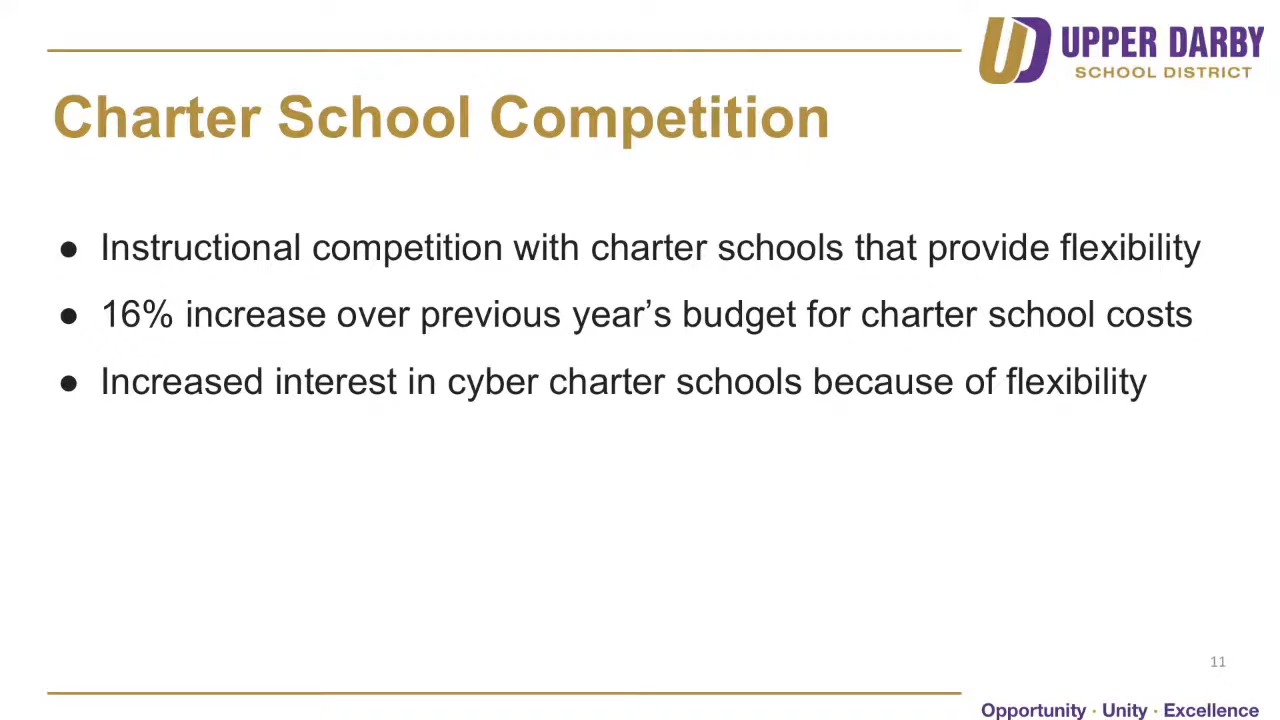 UPPER DARBY
SCHOOL DISTRICT
Charter School Competition
● Instructional competition with charter schools that provide flexibility
● 16% increase over previous year’s budget for charter school costs
● Increased interest in cyber charter schools because of flexibility
11
Opportunity · Unity · Excellence